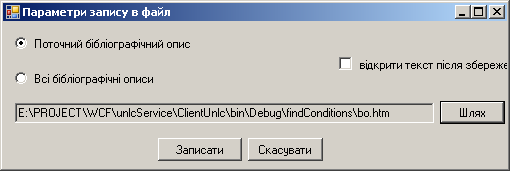 Параметри запису в файл
Поточний бібліографічний опис
відкрити текст після збереже
Всі бібліографічні описи
E:\PROJECT\WCF\unlcService\ClientUnlc\bin\Debug\findConditions\bo.htm
Шлях
Записати
Скасувати